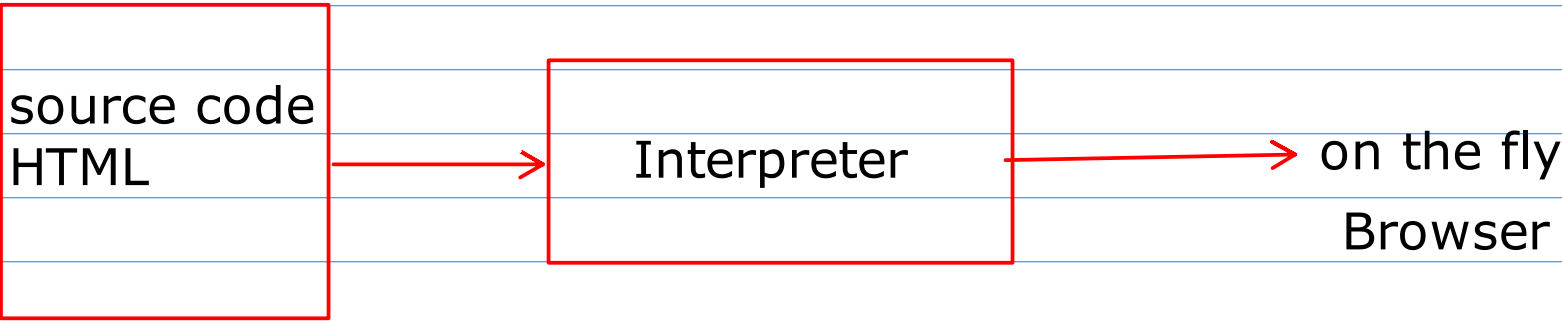 source code
HTML
Interpreter
on the fly
Browser